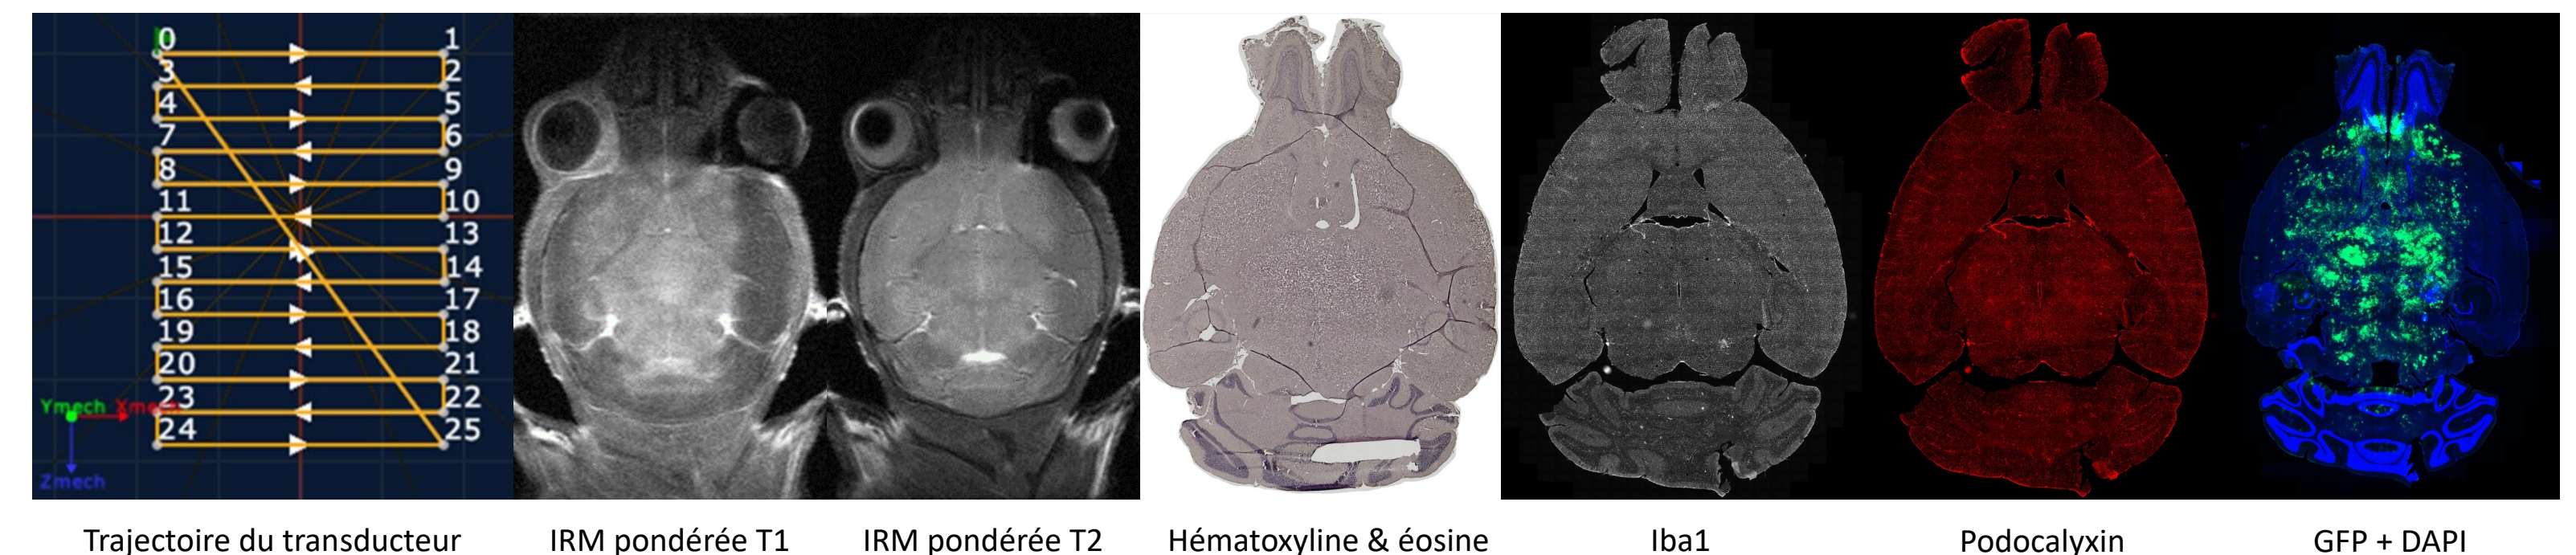 0 1
3 2
4 5
7 6
8 9
11 10
12 13
15 14
16 17
19 18
20 21
23 22
24 25
Ymech Xmech
Zmech
Trajectoire du transducteur
IRM pondérée T1
IRM pondérée T2
Hématoxyline & éosine
Iba1
Podocalyxin
GFP + DAPI